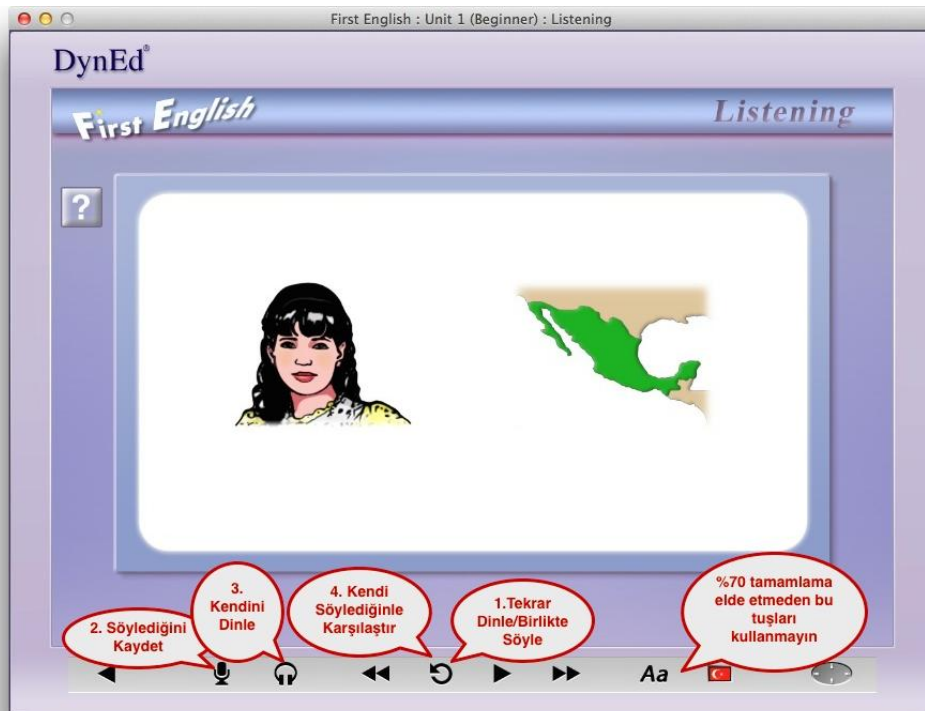 First English : Unit 1 (Beginner) : Listening
DynEd®
First English
Listening
?
2. Söylediğini
Kaydet
3.
Kendini
Dinle
4. Kendi
Söylediğinle
Karşılaştır
1.Tekrar
Dinle/Birlikte
Söyle
%70 tamamlama
elde etmeden bu
tuşları
kullanmayın
Aa